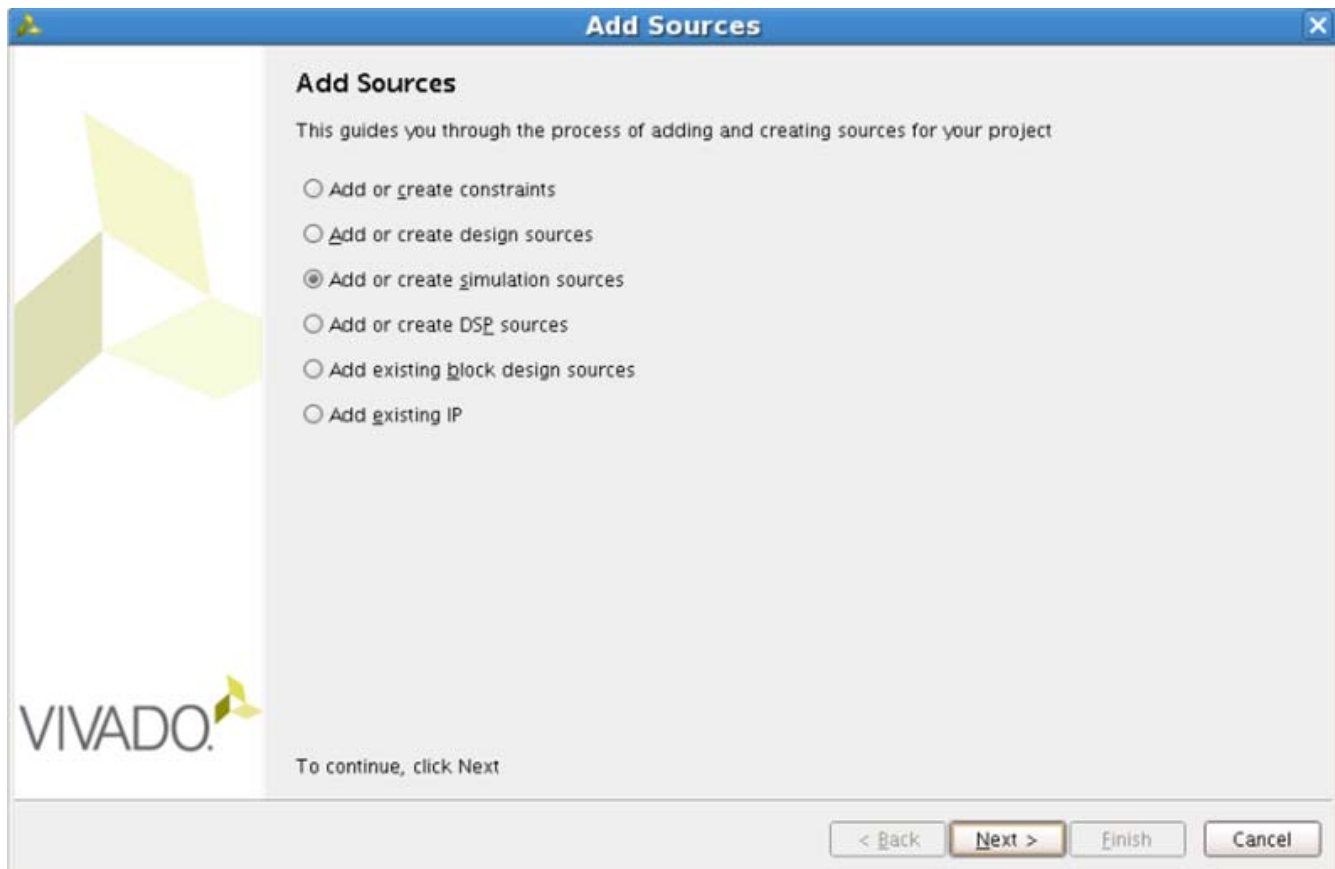 Add Sources
Add Sources
This guides you through the process of adding and creating sources for your project
Add or create constraints
Add or create design sources
Add or create simulation sources
Add or create DSP sources
Add existing block design sources
Add existing IP
VIVADO.
To continue, click Next
< Back Next > Finish Cancel